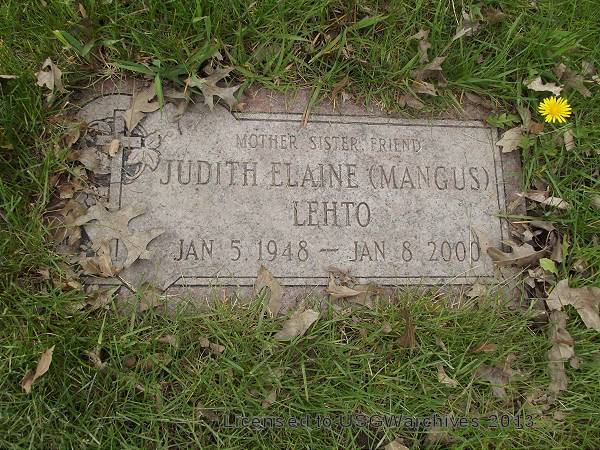 MOTHER SISTER FRIEND
JUDITH ELAINE (MANGUS)
LEHTO
JAN 5, 1948 – JAN 8, 2000
Licensed to USGWarchives 2013